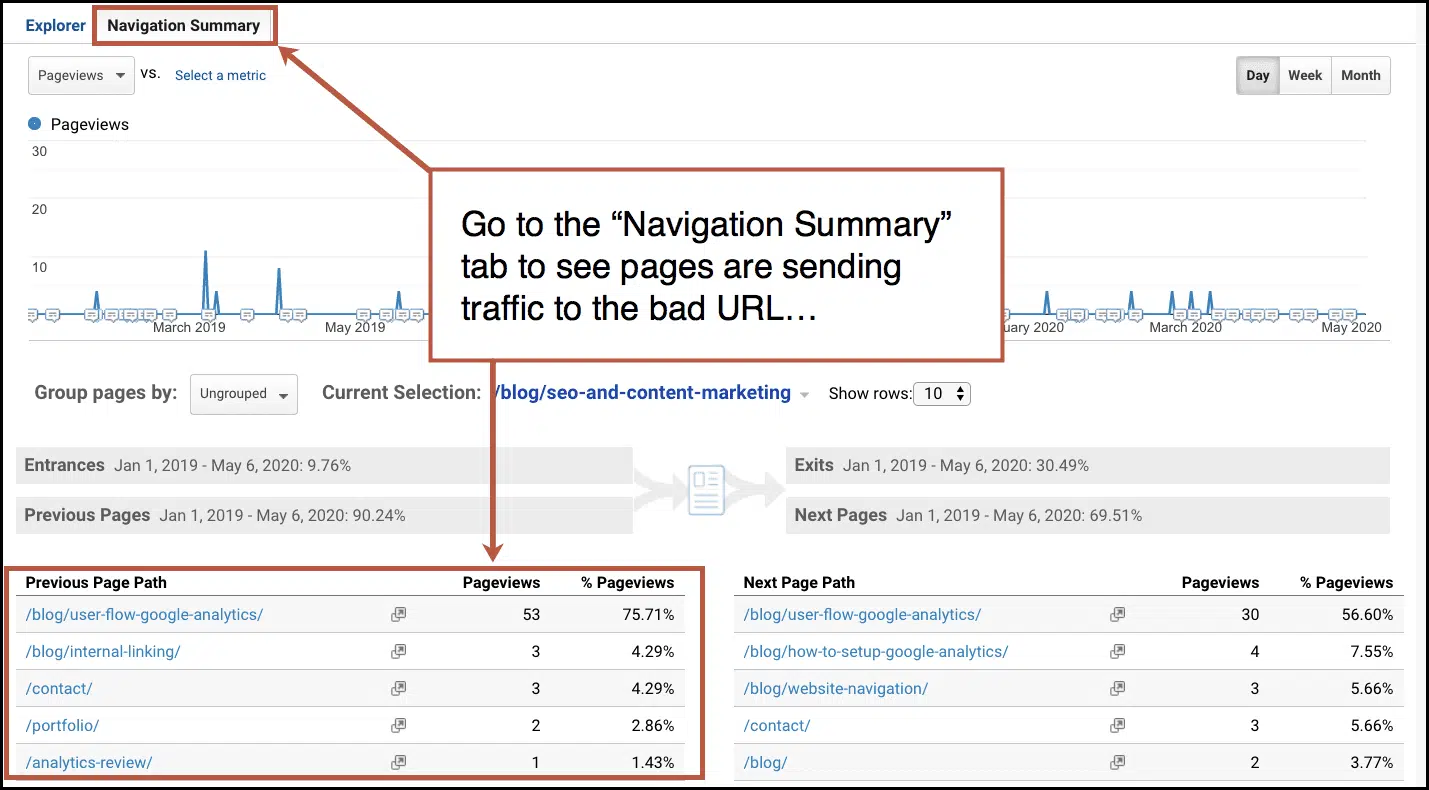 Explorer Navigation Summary
Pageviews vs. Select a metric Day Week Month
Pageviews
30
20
10
Go to the “Navigation Summary”
tab to see pages are sending
traffic to the bad URL...
March 2019 May 2019 uary 2020 March 2020 May 2020
Group pages by: Ungrouped Current Selection: /blog/seo-and-content-marketing Show rows: 10
Entrances Jan 1, 2019 - May 6, 2020: 9.76% Exits Jan 1, 2019 - May 6, 2020: 30.49%
Previous Pages Jan 1, 2019 - May 6, 2020: 90.24% Next Pages Jan 1, 2019 - May 6, 2020: 69.51%
Previous Page Path Pageviews % Pageviews Next Page Path Pageviews % Pageviews
/blog/user-flow-google-analytics/ 53 75.71% /blog/user-flow-google-analytics/ 30 56.60%
/blog/internal-linking/ 3 4.29% /blog/how-to-setup-google-analytics/ 4 7.55%
/contact/ 3 4.29% /blog/website-navigation/ 3 5.66%
/portfolio/ 2 2.86% /contact/ 3 5.66%
/analytics-review/ 1 1.43% /blog/ 2 3.77%